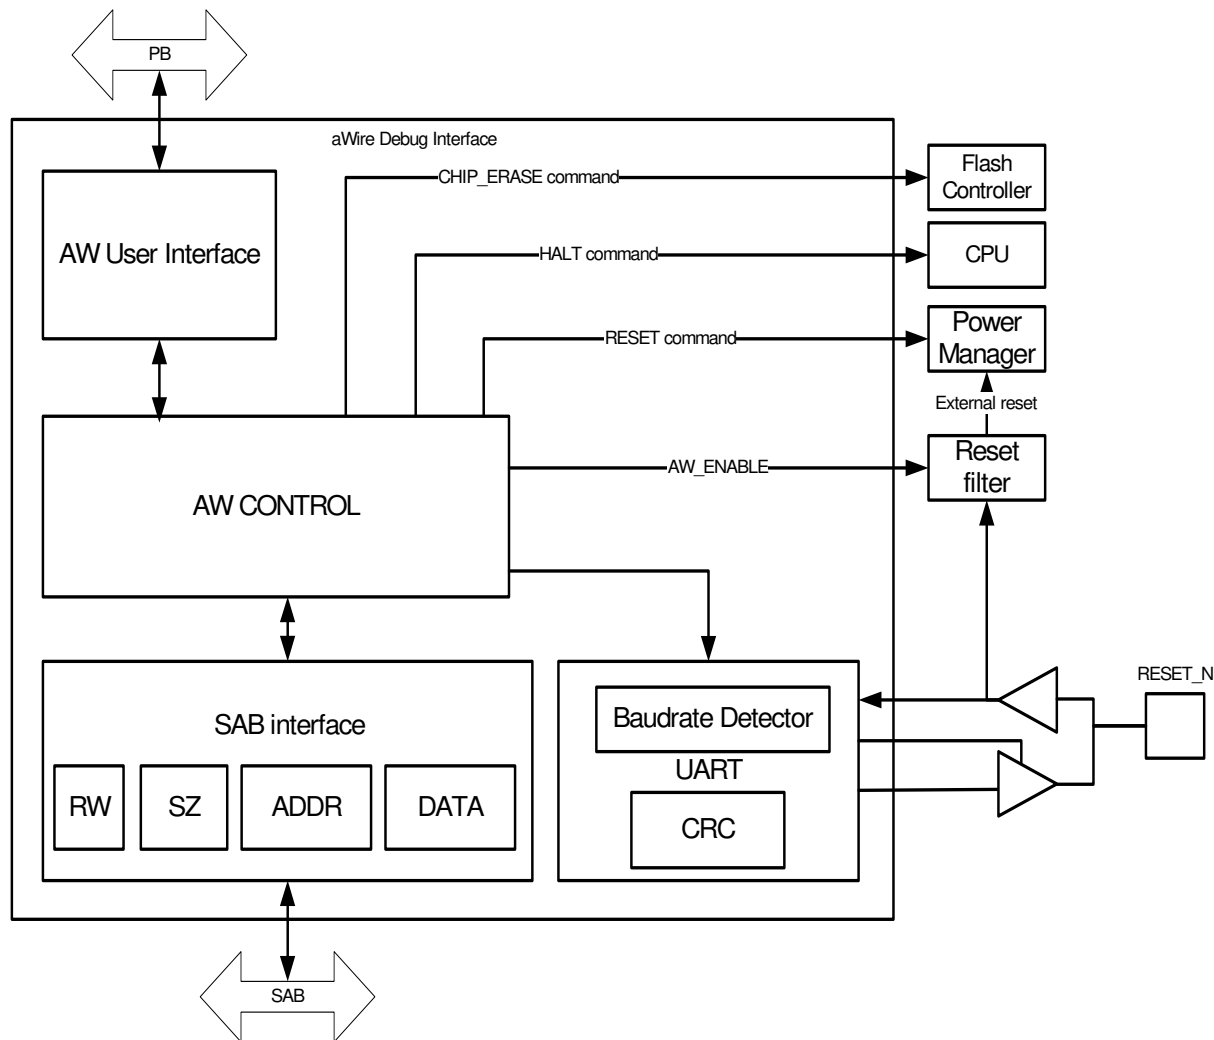 PB
aWire Debug Interface
CHIP_ERASE command
Flash
Controller
AW User Interface
HALT command
CPU
RESET command
Power
Manager
External reset
AW_ENABLE
Reset
filter
AW CONTROL
RESET_N
SAB interface
Baudrate Detector
UART
RW
SZ
ADDR
DATA
CRC
SAB